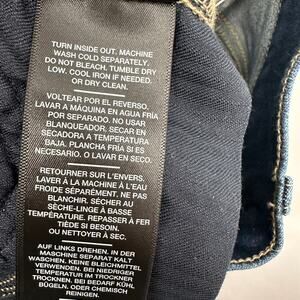 TURN INSIDE OUT. MACHINE
WASH COLD SEPARATELY.
DO NOT BLEACH. TUMBLE DRY
LOW. COOL IRON IF NEEDED.
OR DRY CLEAN.
VOLTEAR POR EL REVERSO.
LAVAR A MÁQUINA EN AGUA FRÍA
POR SEPARADO. NO USAR
BLANQUEADOR. SECAR EN
SECADORA A TEMPERATURA
BAJA. PLANCHA FRÍA SI ES
NECESARIO. O LAVAR EN SECO.
RETOURNER SUR L'ENVERS.
LAVER À LA MACHINE À L'EAU
FROIDE SÉPARÉMENT. NE PAS
BLANCHIR. SÉCHER AU
SÈCHE-LINGE À BASSE
TEMPÉRATURE. REPASSER À FER
TIÈDE SI BESOIN
OU NETTOYER À SEC.
AUF LINKS DREHEN. IN DER
MASCHINE SEPARAT KALT
WASCHEN. KEINE BLEICHMITTEL
VERWENDEN. BEI NIEDRIGER
TEMPERATUR IM TROCKNER
TROCKNEN. BEI BEDARF KÜHL
BÜGELN. ODER CHEMISCH
REINIGEN.